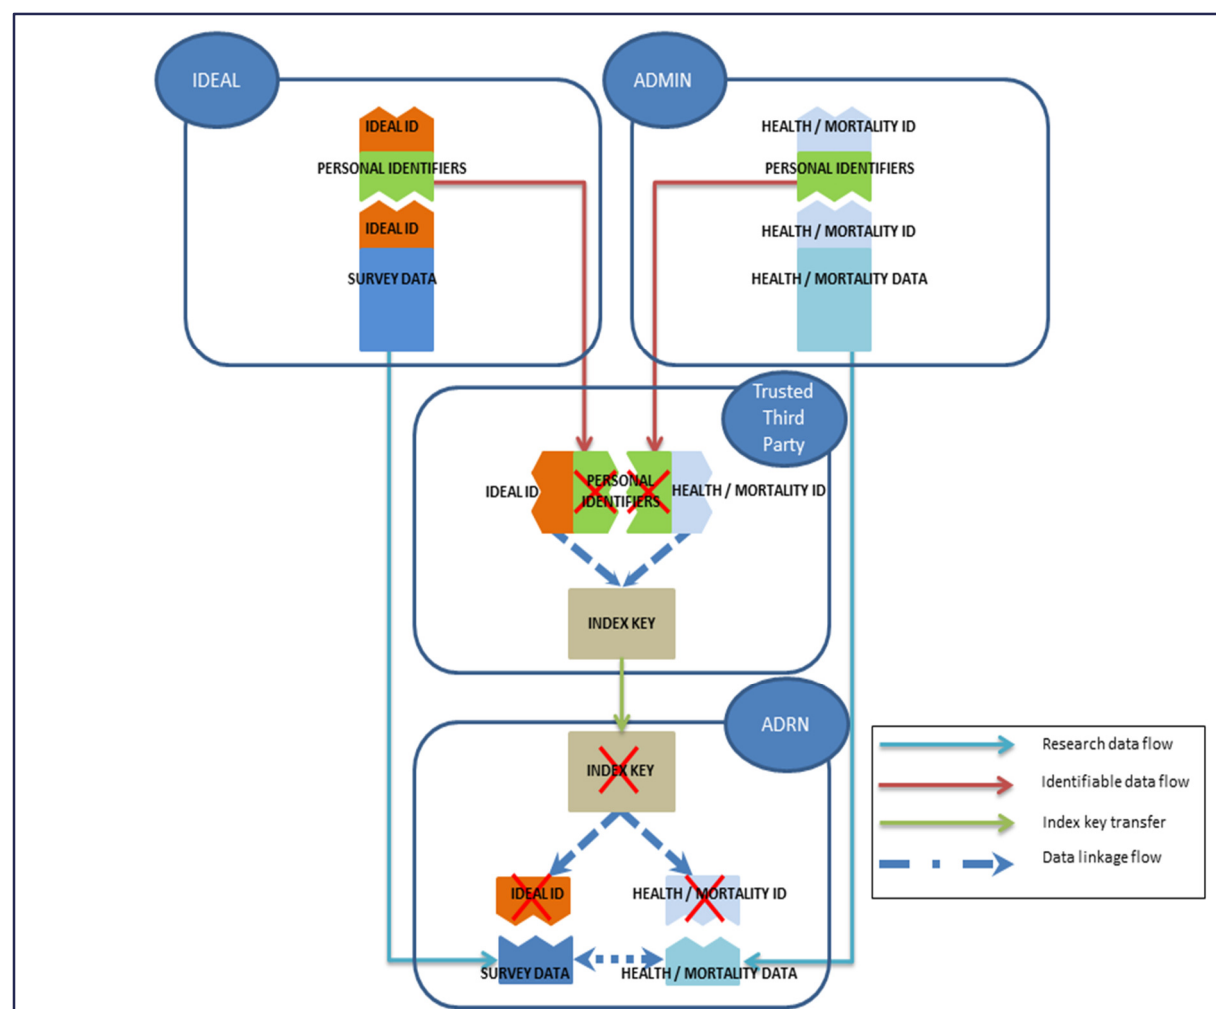 IDEAL
ADMIN
IDEAL ID
PERSONAL IDENTIFIERS
IDEAL ID
SURVEY DATA
HEALTH / MORTALITY ID
PERSONAL IDENTIFIERS
HEALTH / MORTALITY ID
HEALTH / MORTALITY DATA
Trusted
Third
Party
IDEAL ID
PERSONAL
IDENTIFIERS
HEALTH / MORTALITY ID
INDEX KEY
ADRN
INDEX KEY
IDEAL ID
HEALTH / MORTALITY ID
SURVEY DATA
HEALTH / MORTALITY DATA
Research data flow
Identifiable data flow
Index key transfer
Data linkage flow